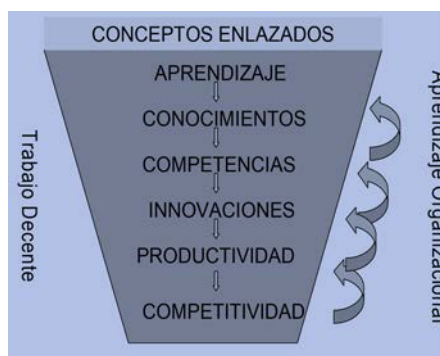 CONCEPTOS ENLAZADOS
APRENDIZAJE
CONOCIMIENTOS
COMPETENCIAS
INNOVACIONES
PRODUCTIVIDAD
COMPETITIVIDAD
Trabajo Decente
Aprendizaje Organizacional